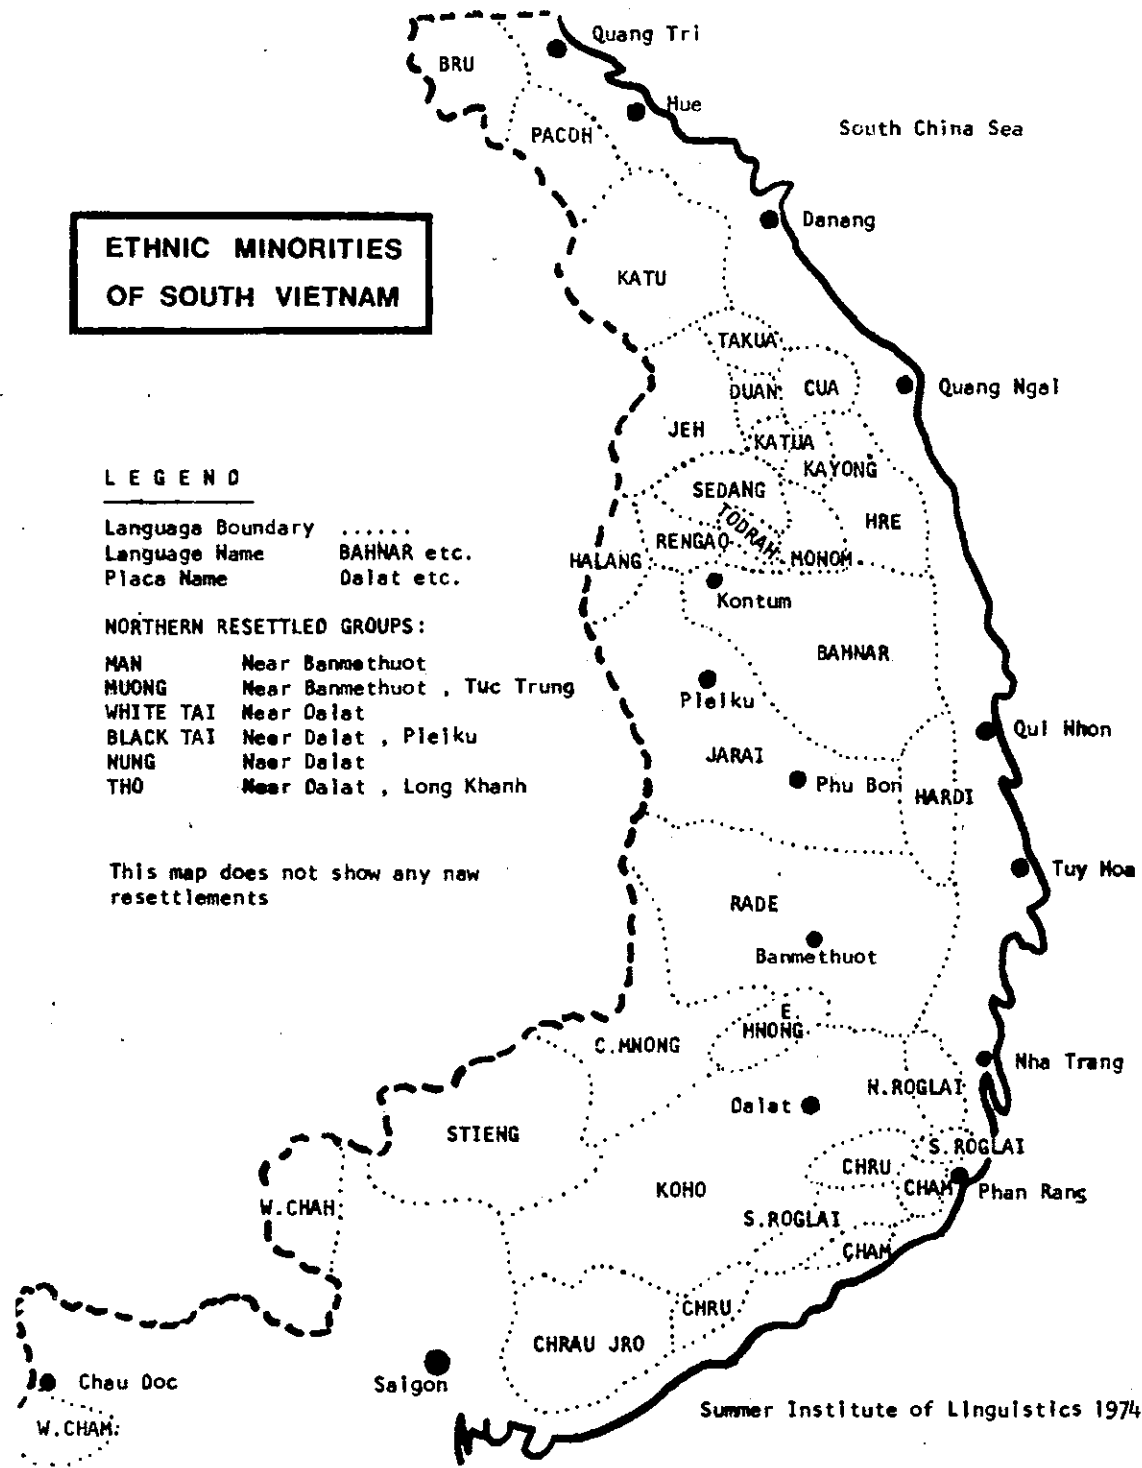 Quang Tri
BRU
Hue
South China Sea
PACOH
Danang
ETHNIC MINORITIES
OF SOUTH VIETNAM
KATU
TAKUA
DUAN
CUA
Quang Ngai
JEH
KATUA
KAYONG
LEGEND
SEDANG
HRE
TODRAH
Languaga Boundary ......
Language Name BAHNAR etc.
Placa Name Dalat etc.
RENGAO
HALANG
MONOM
Kontum
NORTHERN RESETTLED GROUPS:
MAN Near Banmethuot
MUONG Near Banmethuot , Tuc Trung
WHITE TAI Near Dalat
BLACK TAI Near Dalat , Pleiku
NUNG Naar Dalat
THO Near Dalat , Long Khanh
BAHNAR
Pleiku
Qui Nhon
JARAI
Phu Bon
HARDI
This map does not show any naw
resettlements
Tuy Hoa
RADE
Banmethuot
E
MNONG
C.MNONG
Nha Trang
N.ROGLAI
Dalat
STIENG
S.ROGLAI
CHRU
KOHO
CHAM
Phan Rang
W.CHAH
S.ROGLAI
CHAM
CHRU
CHRAU JRO
Chau Doc
Saigon
Summer Institute of Linguistics 1974
W.CHAM